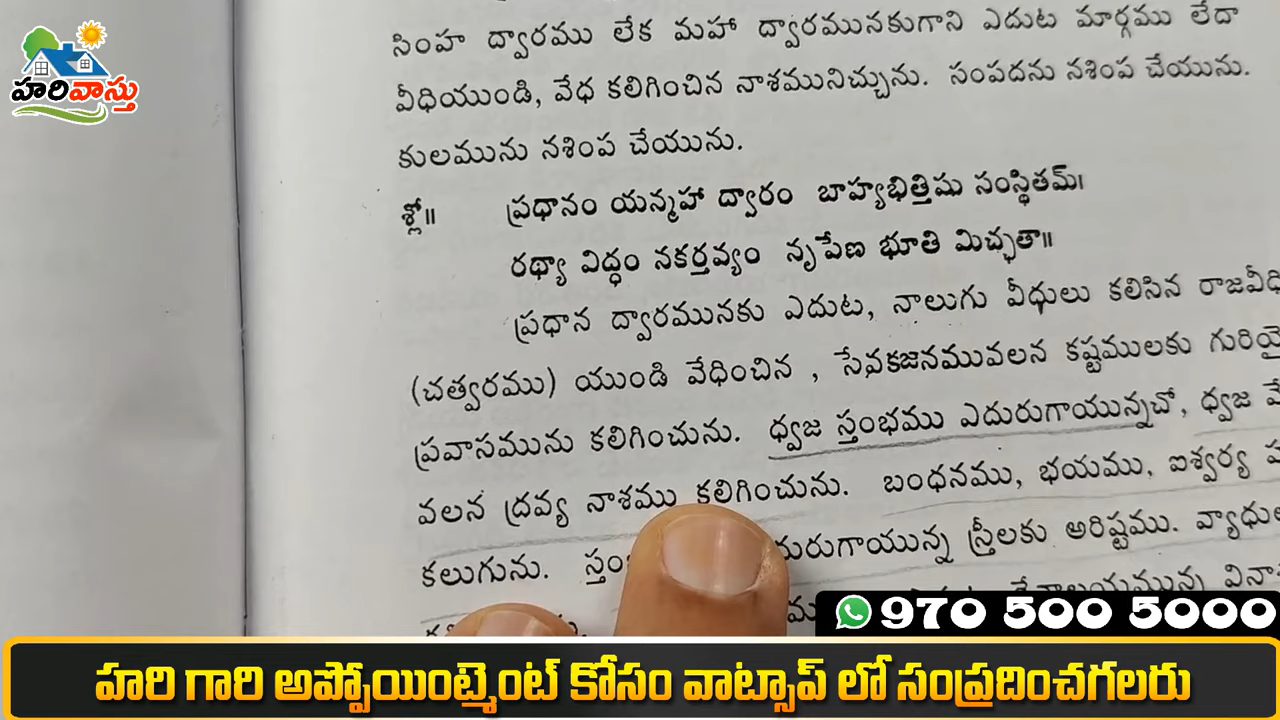 హరివాస్తు
సింహ ద్వారము లేక మహా ద్వారమునకుగాని ఎదుట మార్గము లేదా
వీధియుండి, వేధ కలిగించిన నాశమునిచ్చును. సంపదను నశింప చేయును.
కులమును నశింప చేయును.
శ్లో॥ ప్రధానం యన్మహా ద్వారం బాహ్యభిత్తిషు సంస్థితమ్।
రథ్యా విద్ధం నకర్తవ్యం నృపేణ భూతి మిచ్ఛతా॥
ప్రధాన ద్వారమునకు ఎదుట, నాలుగు వీధులు కలిసిన
(చత్వరము) యుండి వేధించిన , సేవకజనమువలన కష్టములకు
ప్రవాసమును కలిగించును. ధ్వజ స్తంభము ఎదురుగాయున్నచో, ధ్వజ
వలన ద్రవ్య నాశము కలిగించును. బంధనము, భయము, ఐశ్వర్య
కలుగును. స్త్రీలకు అరిష్టము.
970 500 5000
హరి గారి అప్పోయింట్మెంట్ కోసం వాట్సాప్ లో సంప్రదించగలరు